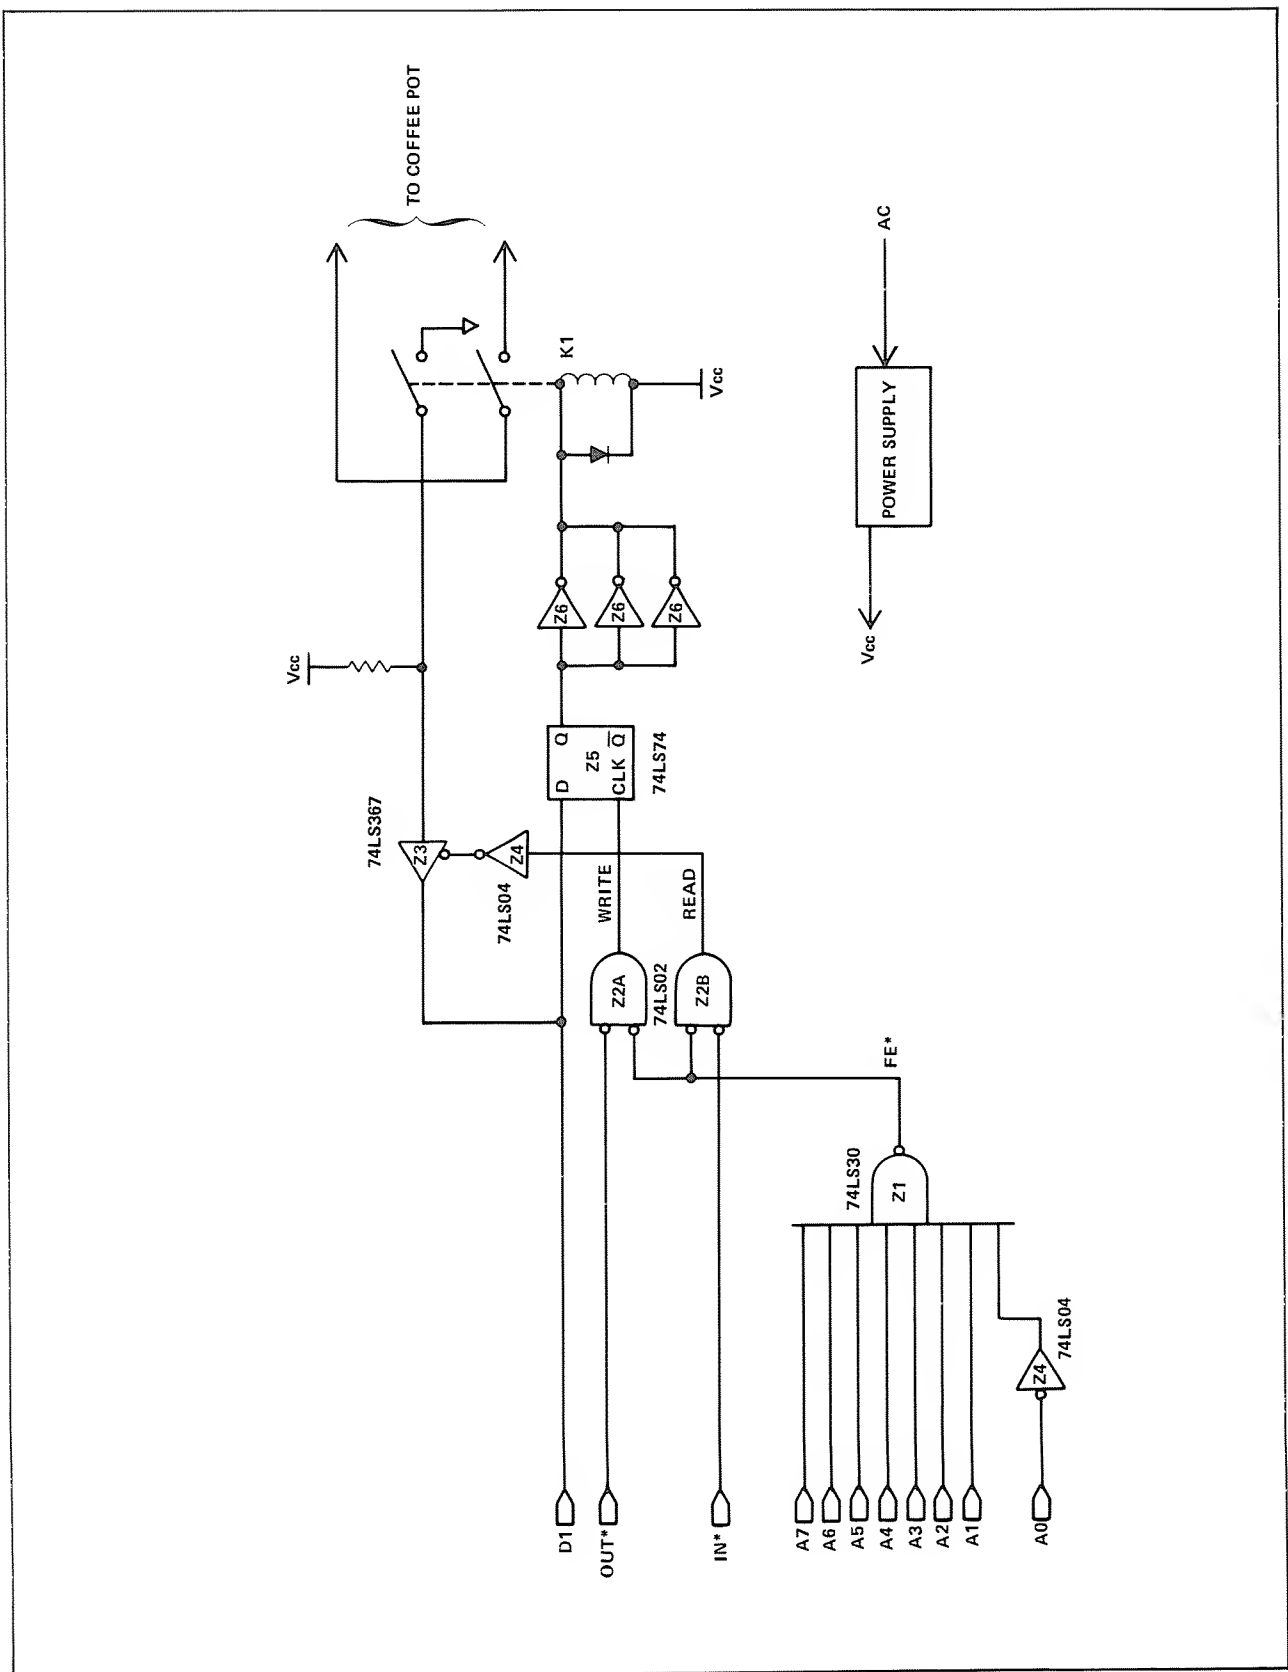 TO COFFEE POT
Vcc
74LS367
Z3
K1
Vcc
74LS04
Z4
D
Q
Z5
CLK
Q
74LS74
Z6
Z6
Z6
WRITE
READ
Z2A
74LS02
Z2B
D1
OUT*
IN*
FE*
74LS30
Z1
A7
A6
A5
A4
A3
A2
A1
A0
Z4
74LS04
Vcc
POWER SUPPLY
AC